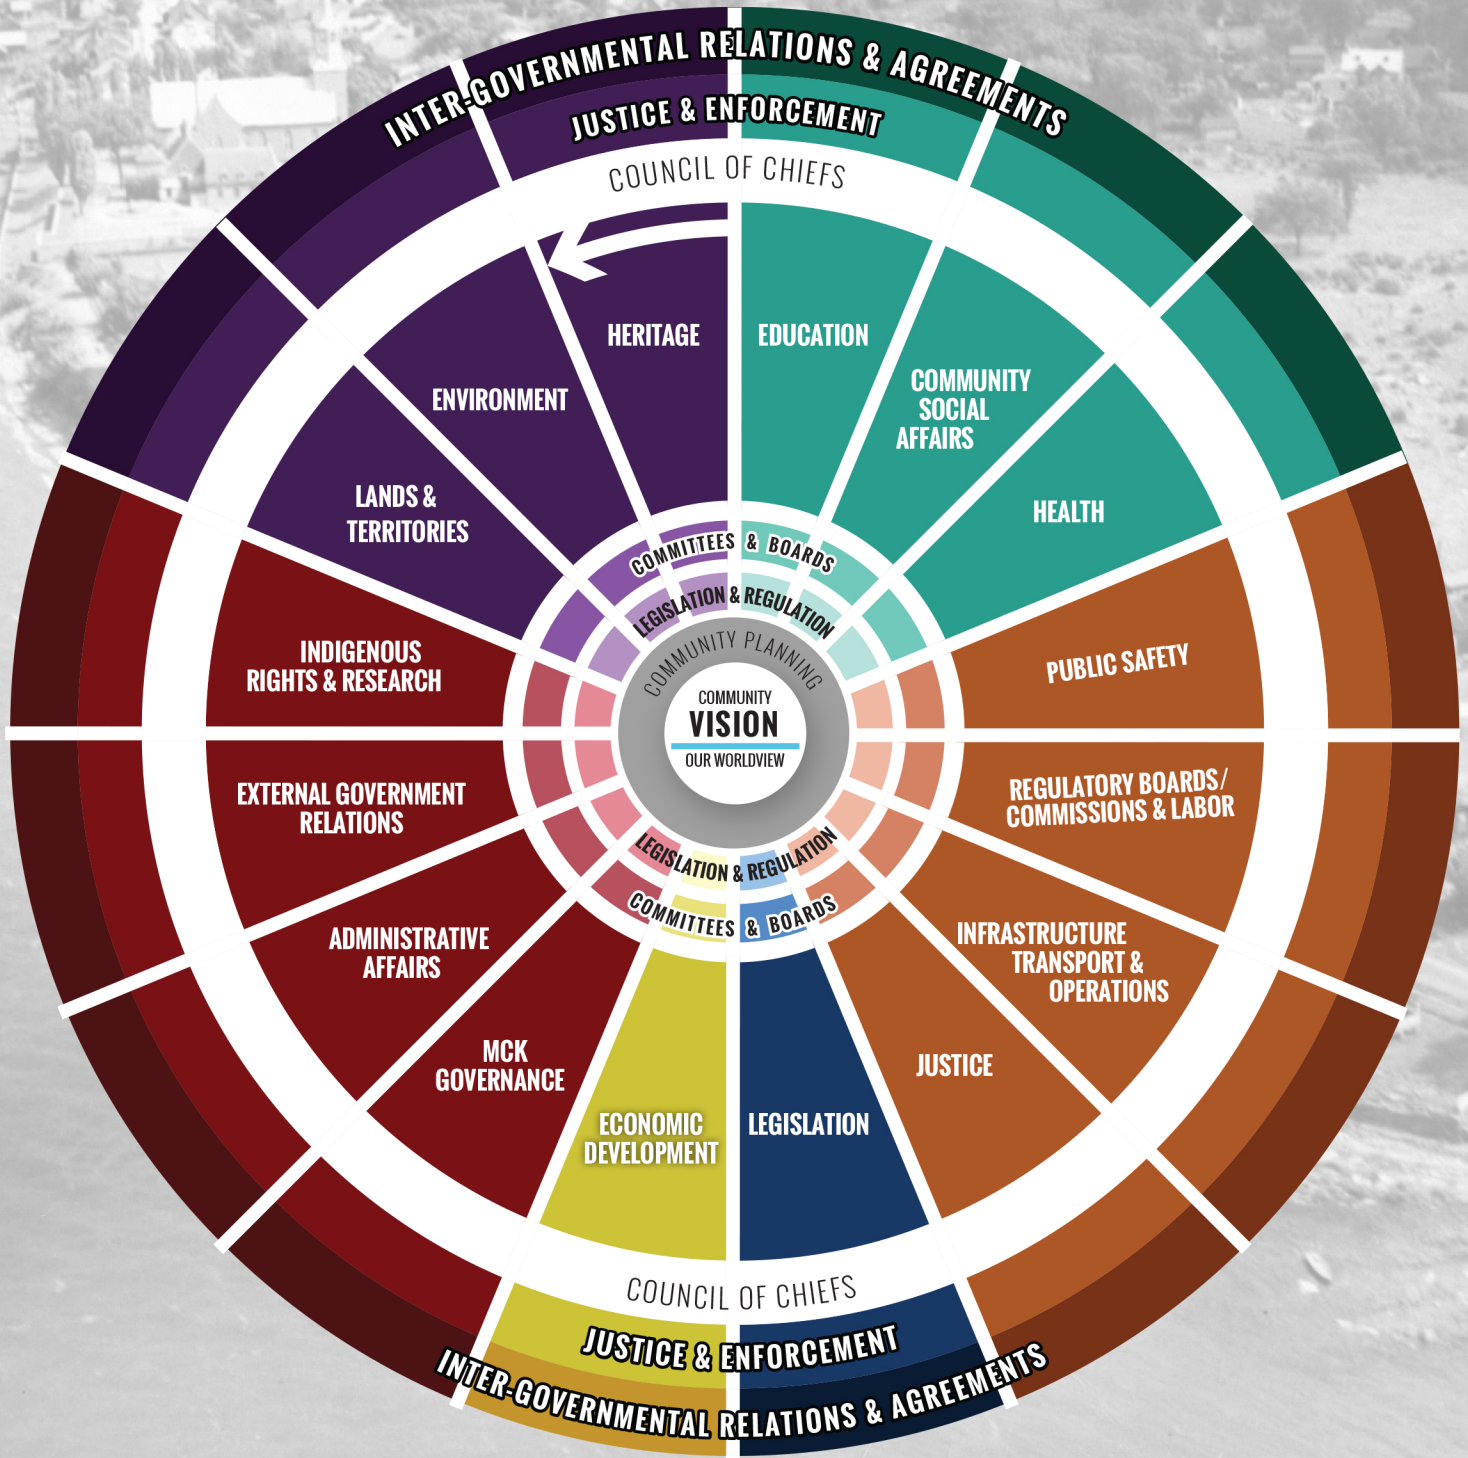 INTER-GOVERNMENTAL RELATIONS & AGREEMENTS
JUSTICE & ENFORCEMENT
COUNCIL OF CHIEFS
HERITAGE
EDUCATION
ENVIRONMENT
COMMUNITY
SOCIAL
AFFAIRS
LANDS &
TERRITORIES
HEALTH
COMMITTEES & BOARDS
LEGISLATION & REGULATION
COMMUNITY PLANNING
COMMUNITY
VISION
OUR WORLDVIEW
INDIGENOUS
RIGHTS & RESEARCH
PUBLIC SAFETY
EXTERNAL GOVERNMENT
RELATIONS
REGULATORY BOARDS/
COMMISSIONS & LABOR
LEGISLATION & REGULATION
COMMITTEES & BOARDS
ADMINISTRATIVE
AFFAIRS
INFRASTRUCTURE
TRANSPORT &
OPERATIONS
MCK
GOVERNANCE
JUSTICE
ECONOMIC
DEVELOPMENT
LEGISLATION
COUNCIL OF CHIEFS
JUSTICE & ENFORCEMENT
INTER-GOVERNMENTAL RELATIONS & AGREEMENTS